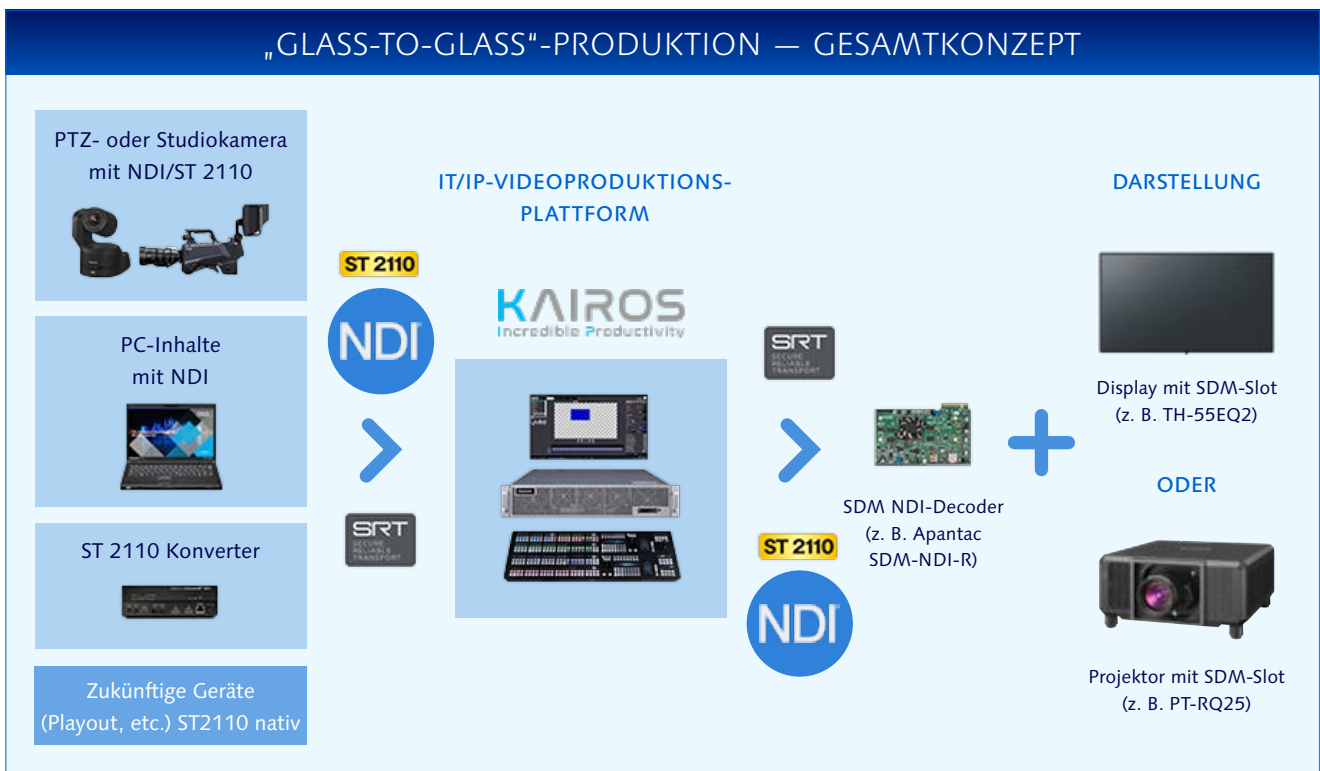 „GLASS-TO-GLASS“-PRODUKTION — GESAMTKONZEPT
PTZ- oder Studiokamera
mit NDI/ST 2110
PC-Inhalte
mit NDI
ST 2110 Konverter
Zukünftige Geräte
(Playout, etc.) ST2110 nativ
ST 2110
NDI
SRT
SECURE
RELIABLE
TRANSPORT
IT/IP-VIDEOPRODUKTIONS-
PLATTFORM
KAIROS
Incredible Productivity
SRT
SECURE
RELIABLE
TRANSPORT
ST 2110
NDI
SDM NDI-Decoder
(z. B. Apantac
SDM-NDI-R)
DARSTELLUNG
Display mit SDM-Slot
(z. B. TH-55EQ2)
ODER
Projektor mit SDM-Slot
(z. B. PT-RQ25)